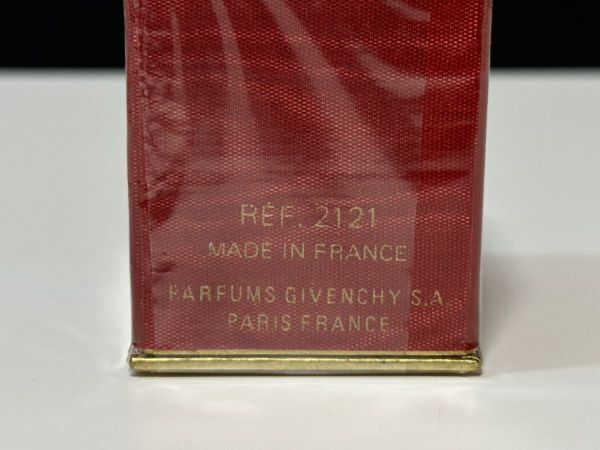 RÉF. 2121
MADE IN FRANCE
PARFUMS GIVENCHY S.A.
PARIS FRANCE